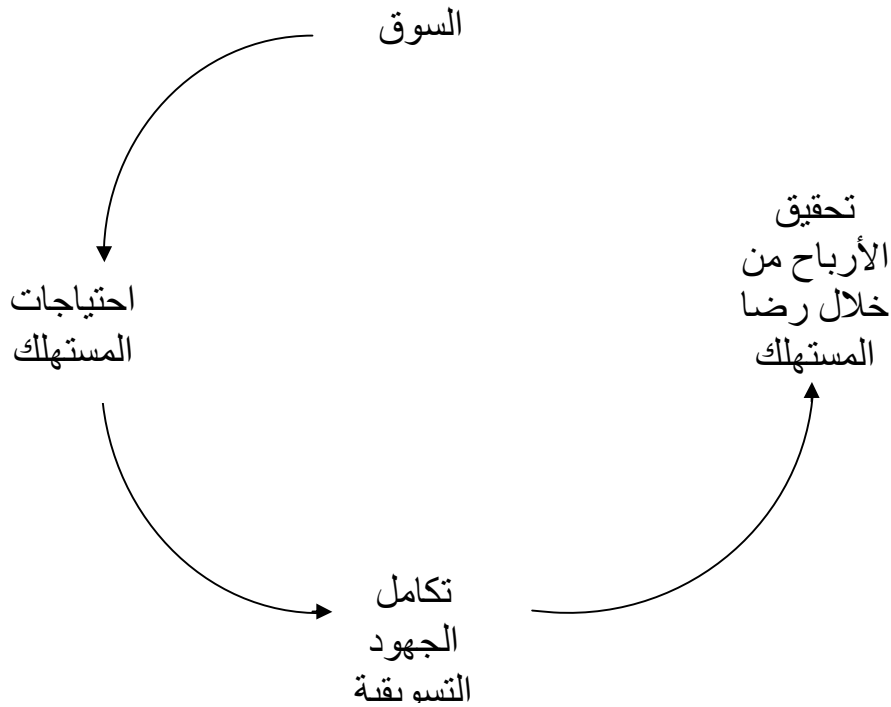 السوق
احتياجات
المستهلك
تكامل
الجهود
التسويقية
تحقيق
الأرباح من
خلال رضا
المستهلك